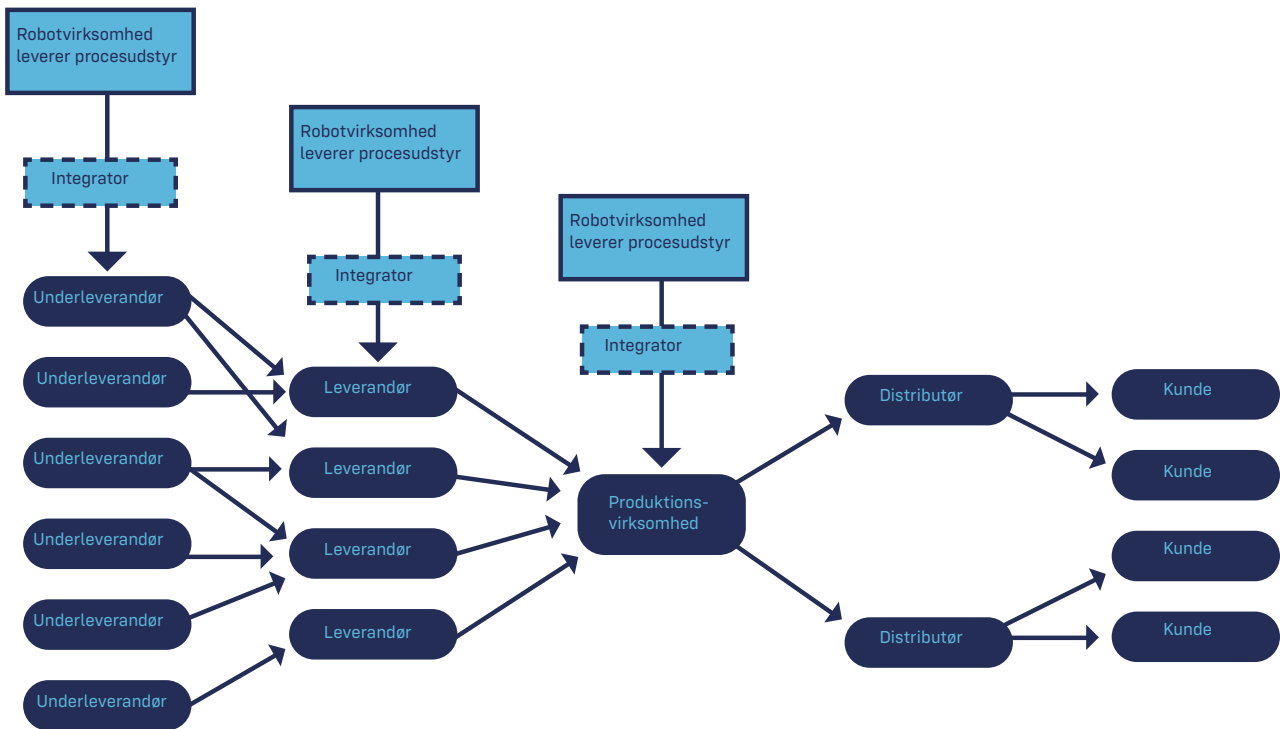 Robotvirksomhed
leverer procesudstyr
Integrator
Underleverandør
Underleverandør
Underleverandør
Underleverandør
Underleverandør
Underleverandør
Robotvirksomhed
leverer procesudstyr
Integrator
Leverandør
Leverandør
Leverandør
Leverandør
Robotvirksomhed
leverer procesudstyr
Integrator
Produktions-
virksomhed
Distributør
Distributør
Kunde
Kunde
Kunde
Kunde